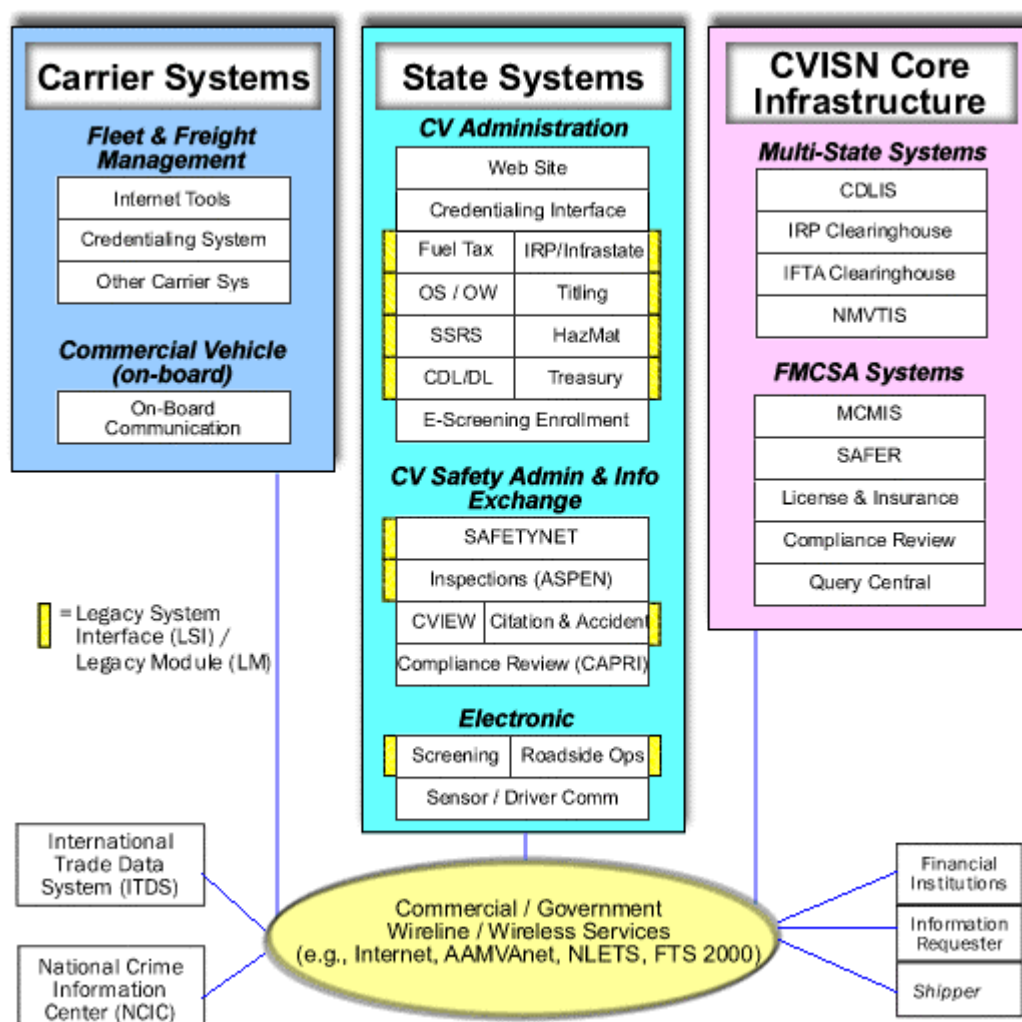 Carrier Systems
Fleet & Freight
Management
Internet Tools
Credentialing System
Other Carrier Sys
Commercial Vehicle
(on-board)
On-Board
Communication
= Legacy System
Interface (LSI) /
Legacy Module (LM)
State Systems
CV Administration
Web Site
Credentialing Interface
Fuel Tax
IRP/Infrastate
OS / OW
Titling
SSRS
HazMat
CDL/DL
Treasury
E-Screening Enrollment
CV Safety Admin & Info
Exchange
SAFETYNET
Inspections (ASPEN)
CVIEW
Citation & Accident
Compliance Review (CAPRI)
Electronic
Screening
Roadside Ops
Sensor / Driver Comm
CVISN Core
Infrastructure
Multi-State Systems
CDLIS
IRP Clearinghouse
IFTA Clearinghouse
NMVTIS
FMCSA Systems
MCMIS
SAFER
License & Insurance
Compliance Review
Query Central
International
Trade Data
System (ITDS)
National Crime
Information
Center (NCIC)
Commercial / Government
Wireline / Wireless Services
(e.g., Internet, AAMVAnet, NLETS, FTS 2000)
Financial
Institutions
Information
Requester
Shipper